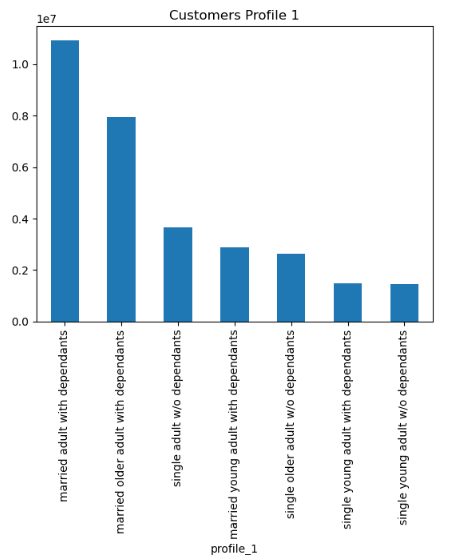 Customers Profile 1
1e7
1.0
0.8
0.6
0.4
0.2
0.0
married adult with dependants
married older adult with dependants
single adult w/o dependants
married young adult with dependants
single older adult w/o dependants
single young adult with dependants
single young adult w/o dependants
profile_1